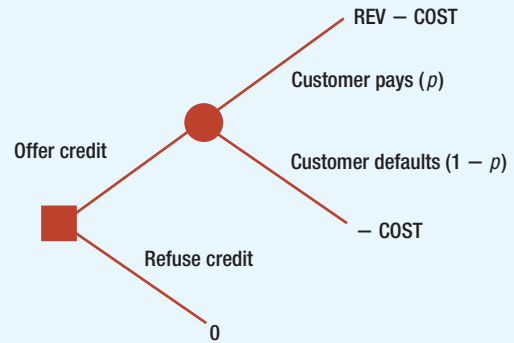 REV – COST
Customer pays (p)
Offer credit
Customer defaults (1 – p)
– COST
Refuse credit
0